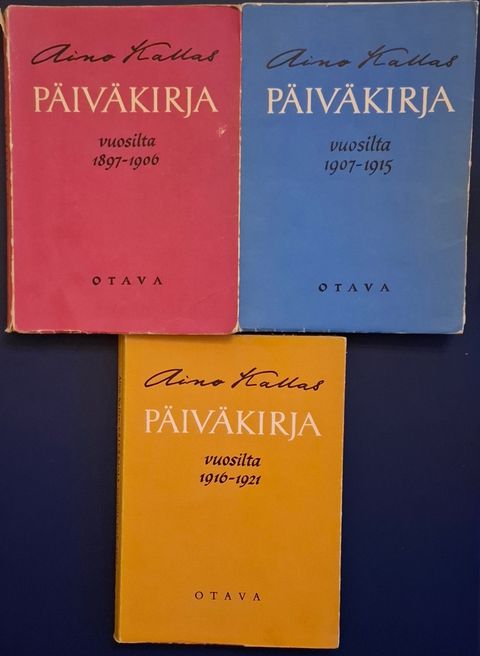 Aino Kallas
PÄIVÄKIRJA
vuosilta
1897-1906
OTAVA
Aino Kallas
PÄIVÄKIRJA
vuosilta
1907-1915
OTAVA
Aino Kallas
PÄIVÄKIRJA
vuosilta
1916-1921
OTAVA